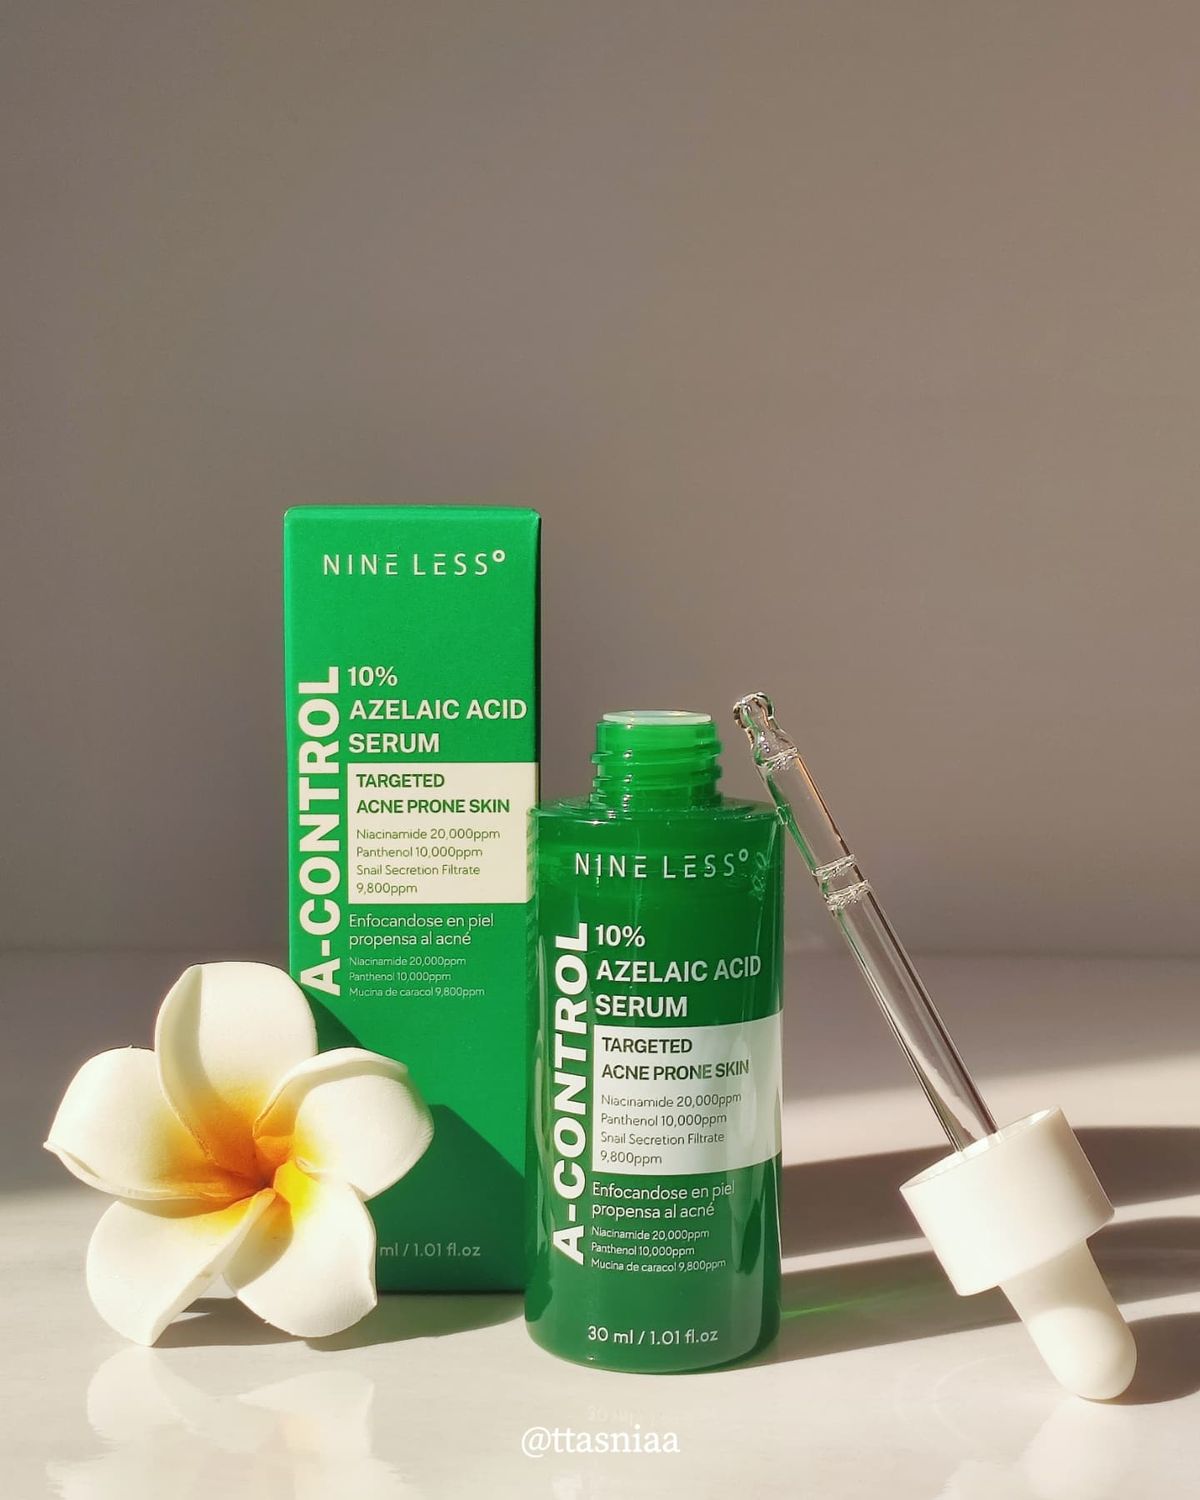 NINE LESS°
A-CONTROL
10%
AZELAIC ACID
SERUM
TARGETED
ACNE PRONE SKIN
Niacinamide 20,000ppm
Panthenol 10,000ppm
Snail Secretion Filtrate
9,800ppm
Enfocandose en piel
propensa al acné
Niacinamide 20,000ppm
Panthenol 10,000ppm
Mucina de caracol 9,800ppm
ml / 1.01 fl.oz
NINE LESS°
A-CONTROL
10%
AZELAIC ACID
SERUM
TARGETED
ACNE PRONE SKIN
Niacinamide 20,000ppm
Panthenol 10,000ppm
Snail Secretion Filtrate
9,800ppm
Enfocandose en piel
propensa al acné
Niacinamide 20,000ppm
Panthenol 10,000ppm
Mucina de caracol 9,800ppm
30 ml / 1.01 fl.oz
@ttasniaa